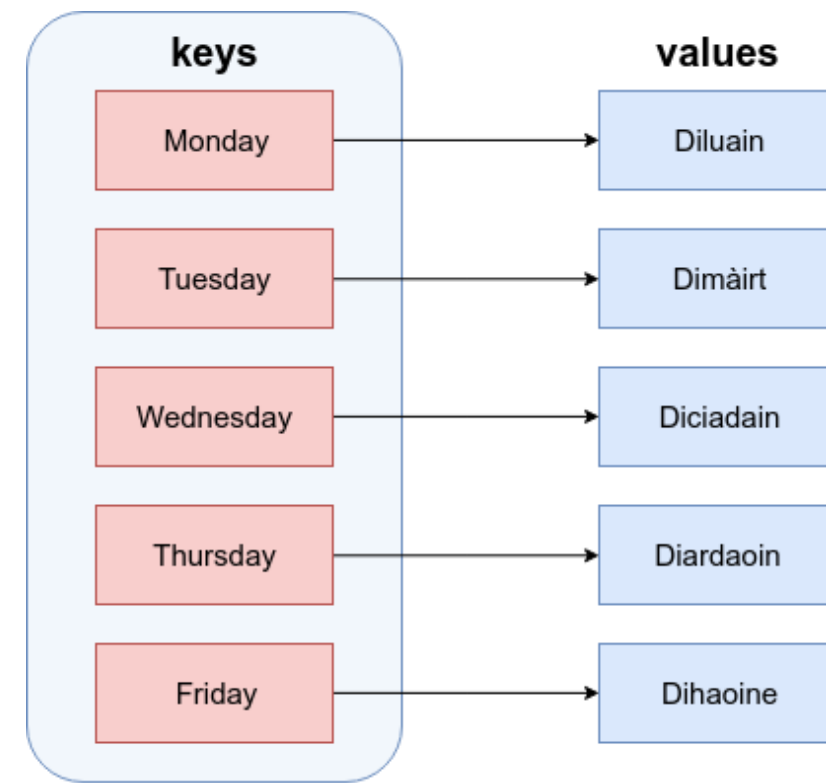 keys values
Monday Diluain
Tuesday Dimàirt
Wednesday Diciadain
Thursday Diardaoin
Friday Dihaoine